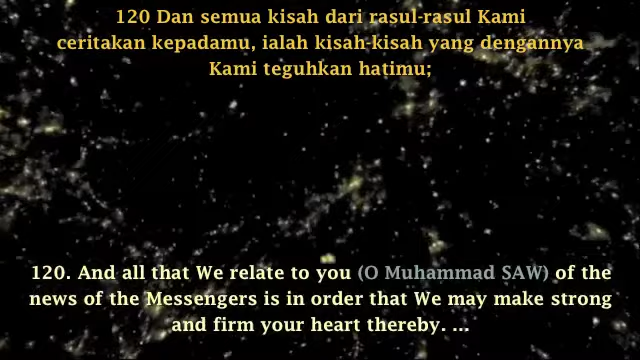 120 Dan semua kisah dari rasul-rasul Kami
ceritakan kepadamu, ialah kisah-kisah yang dengannya
Kami teguhkan hatimu;
120. And all that We relate to you (O Muhammad SAW) of the
news of the Messengers is in order that We may make strong
and firm your heart thereby. ...